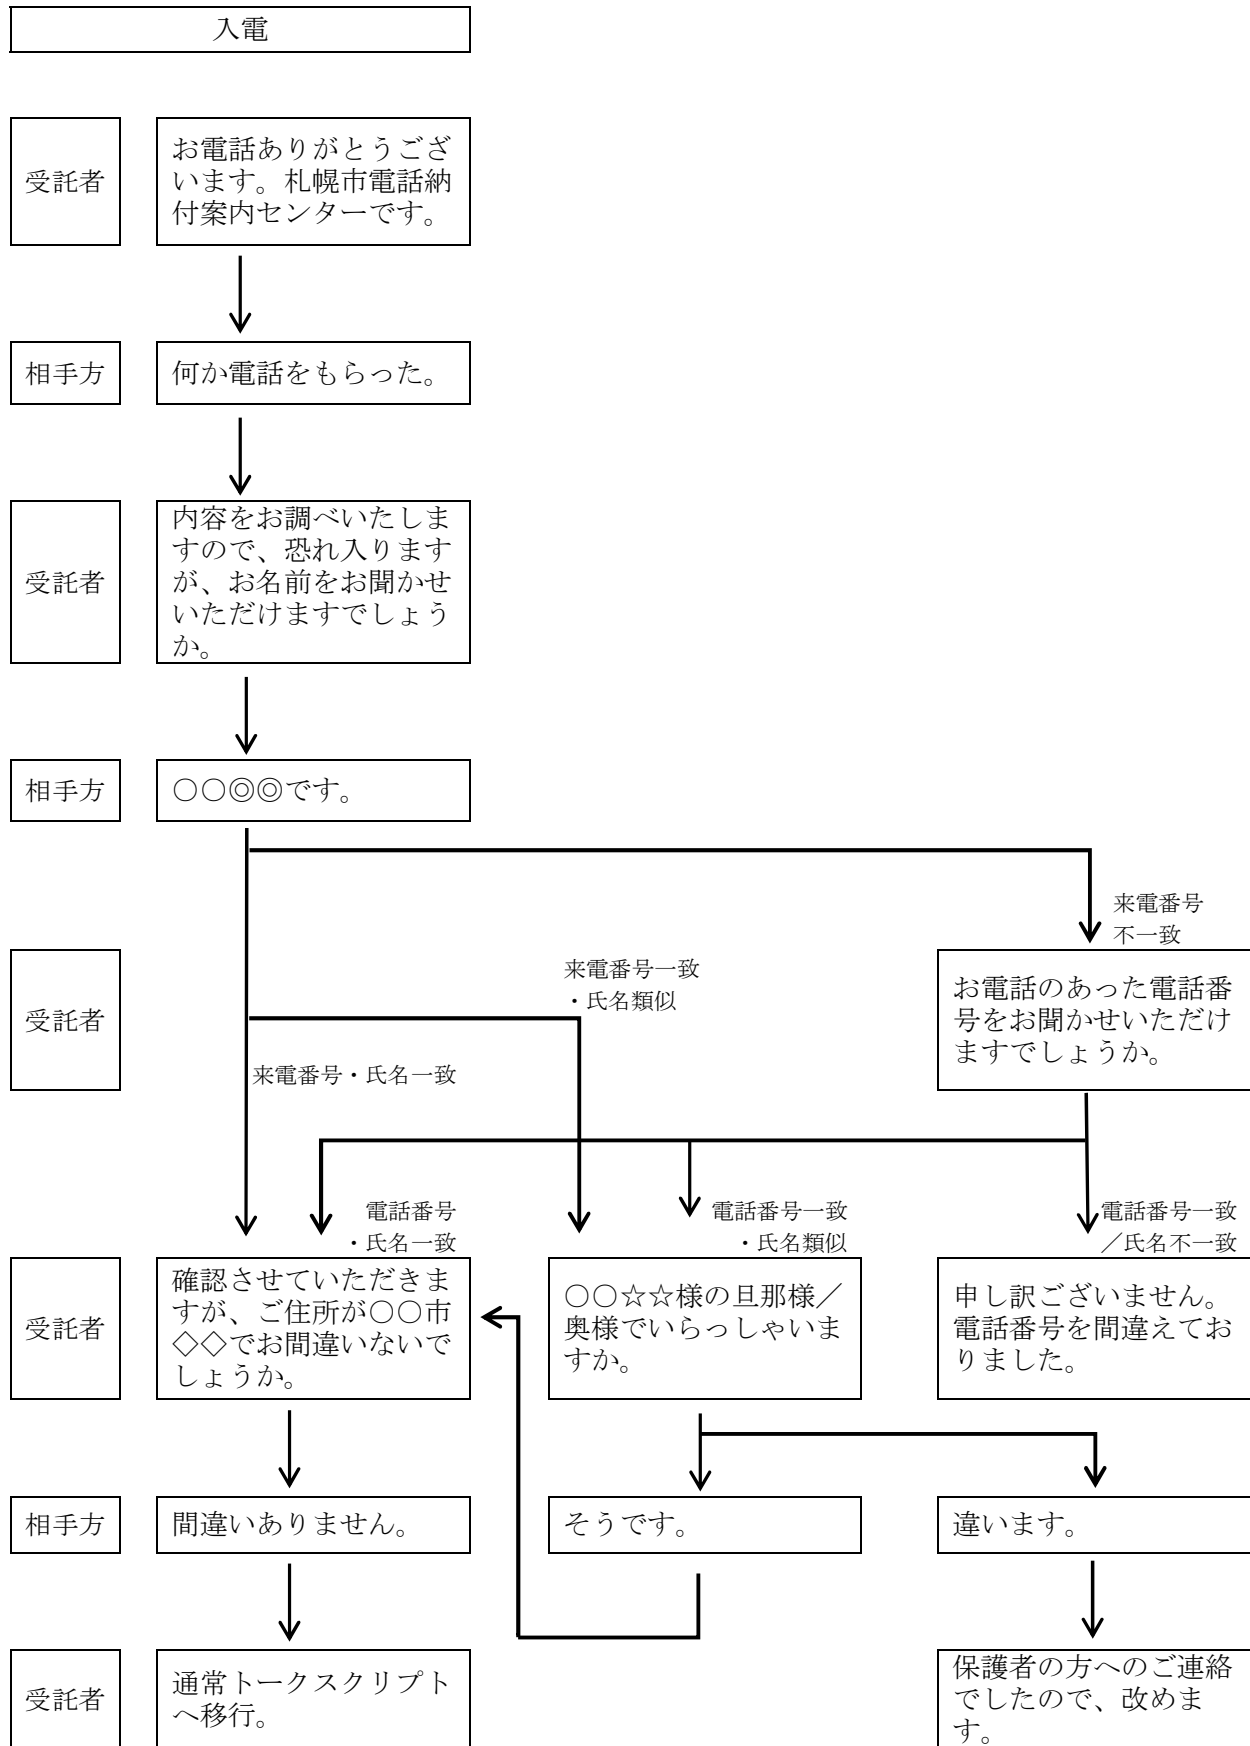 入電
受託者
お電話ありがとうござ
います。札幌市電話納
付案内センターです。
相手方
何か電話をもらった。
受託者
内容をお調べいたしま
すので、恐れ入ります
が、お名前をお聞かせ
いただけますでしょう
か。
相手方
○○◎◎です。
来電番号
不一致
来電番号一致
・氏名類似
来電番号・氏名一致
受託者
お電話のあった電話番
号をお聞かせいただけ
ますでしょうか。
電話番号
・氏名一致
電話番号一致
・氏名類似
電話番号一致
／氏名不一致
受託者
確認させていただきま
すが、ご住所が○○市
◇◇でお間違いないで
しょうか。
○○☆☆様の旦那様／
奥様でいらっしゃいま
すか。
申し訳ございません。
電話番号を間違えてお
りました。
相手方
間違いありません。
そうです。
違います。
受託者
通常トークスクリプト
へ移行。
保護者の方へのご連絡
でしたので、改めま
す。